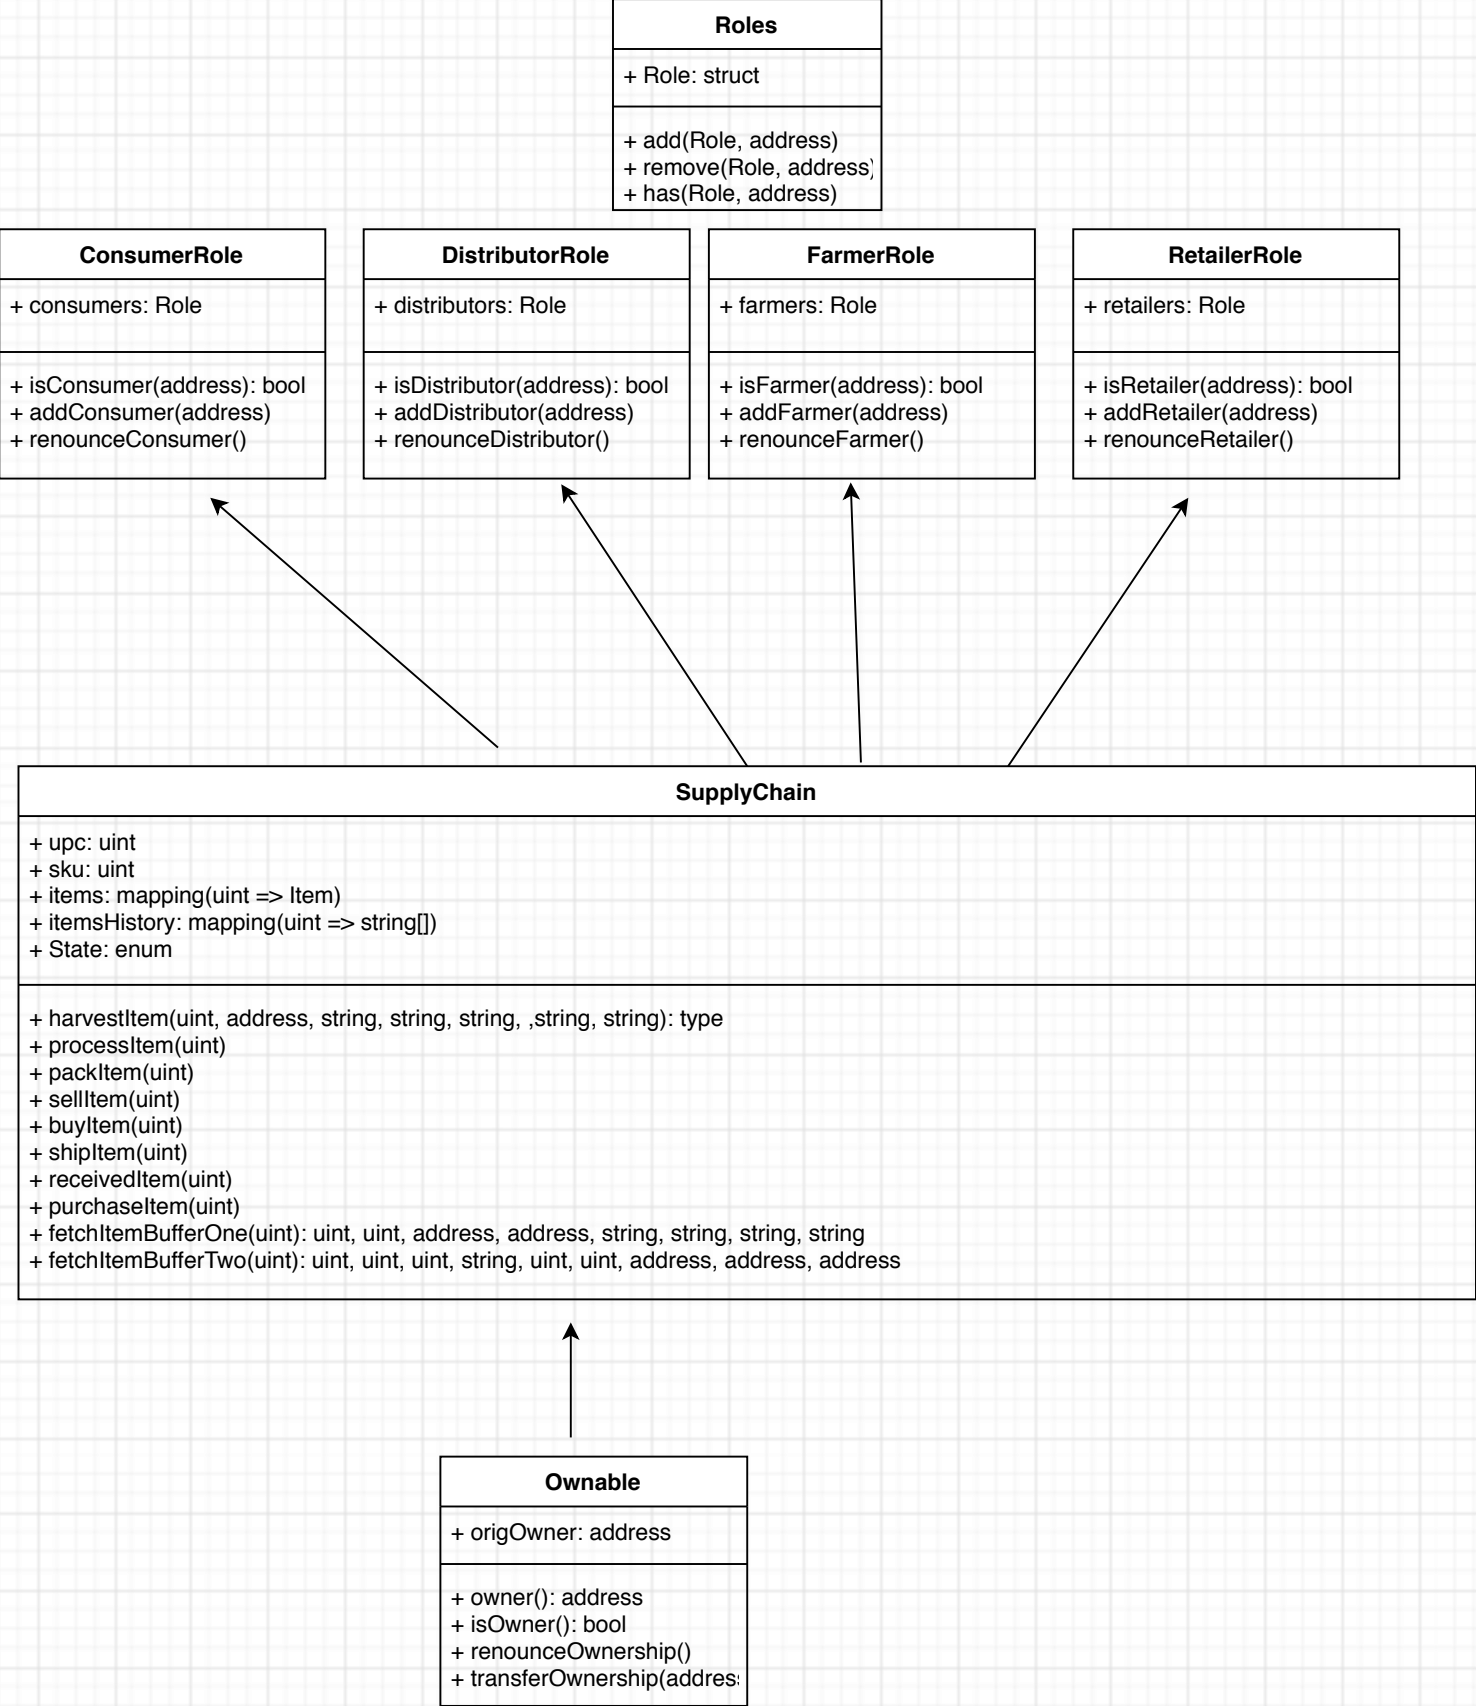 Roles
+ Role: struct
+ add(Role, address)
+ remove(Role, address)
+ has(Role, address)
ConsumerRole
+ consumers: Role
+ isConsumer(address): bool
+ addConsumer(address)
+ renounceConsumer()
DistributorRole
+ distributors: Role
+ isDistributor(address): bool
+ addDistributor(address)
+ renounceDistributor()
FarmerRole
+ farmers: Role
+ isFarmer(address): bool
+ addFarmer(address)
+ renounceFarmer()
RetailerRole
+ retailers: Role
+ isRetailer(address): bool
+ addRetailer(address)
+ renounceRetailer()
SupplyChain
+ upc: uint
+ sku: uint
+ items: mapping(uint => Item)
+ itemsHistory: mapping(uint => string[])
+ State: enum
+ harvestItem(uint, address, string, string, string, ,string, string): type
+ processItem(uint)
+ packItem(uint)
+ sellItem(uint)
+ buyItem(uint)
+ shipItem(uint)
+ receivedItem(uint)
+ purchaseItem(uint)
+ fetchItemBufferOne(uint): uint, uint, address, address, string, string, string, string
+ fetchItemBufferTwo(uint): uint, uint, uint, string, uint, uint, address, address, address
Ownable
+ origOwner: address
+ owner(): address
+ isOwner(): bool
+ renounceOwnership()
+ transferOwnership(addres